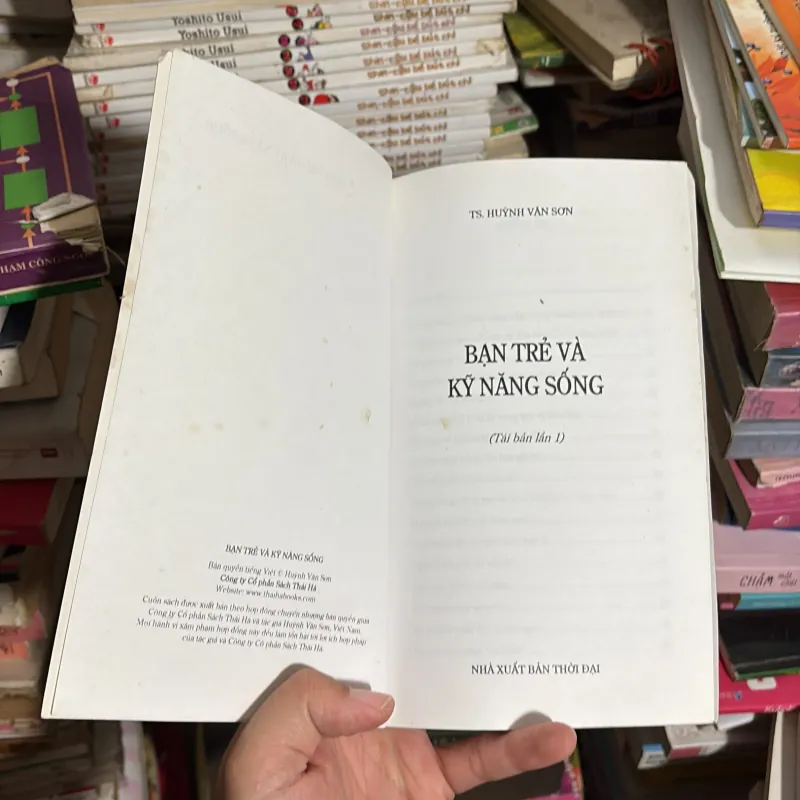 Yoshito Usui
Yoshito Usui
Yoshito Usui
Usui
BẠN TRẺ VÀ KỸ NĂNG SỐNG
Bản quyền tiếng Việt © Huỳnh Văn Sơn
Công ty Cổ phần Sách Thái Hà
Website: www.thaihabooks.com
Cuốn sách được xuất bản theo hợp đồng chuyển nhượng bản quyền giữa
Công ty Cổ phần Sách Thái Hà và tác giả Huỳnh Văn Sơn, Việt Nam.
Mọi hành vi xâm phạm hợp đồng này đều làm tổn hại tới lợi ích hợp pháp
của tác giả và Công ty Cổ phần Sách Thái Hà.
TS. HUỲNH VĂN SƠN
BẠN TRẺ VÀ
KỸ NĂNG SỐNG
(Tái bản lần 1)
NHÀ XUẤT BẢN THỜI ĐẠI
CHẠM